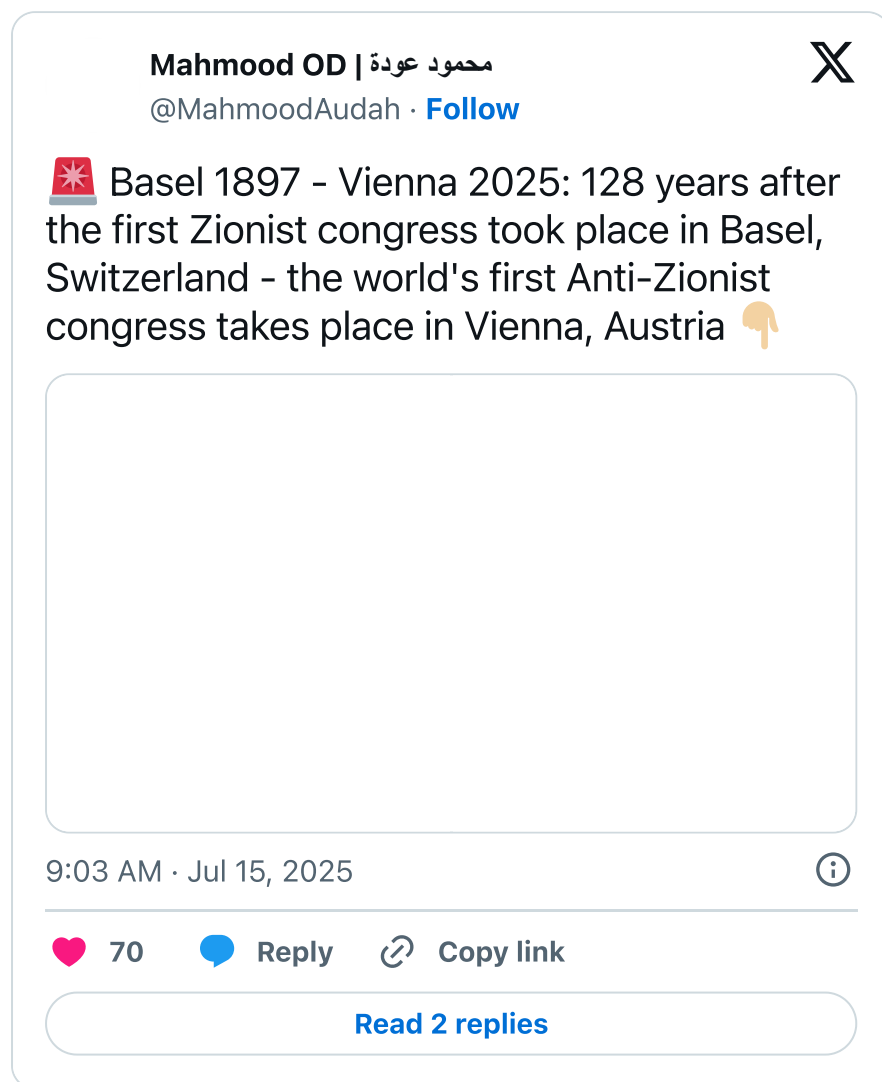 Mahmood OD | محمود عودة
@MahmoodAudah · Follow
🚨 Basel 1897 - Vienna 2025: 128 years after
the first Zionist congress took place in Basel,
Switzerland - the world's first Anti-Zionist
congress takes place in Vienna, Austria 👇🏼
9:03 AM · Jul 15, 2025
70 Reply Copy link
Read 2 replies